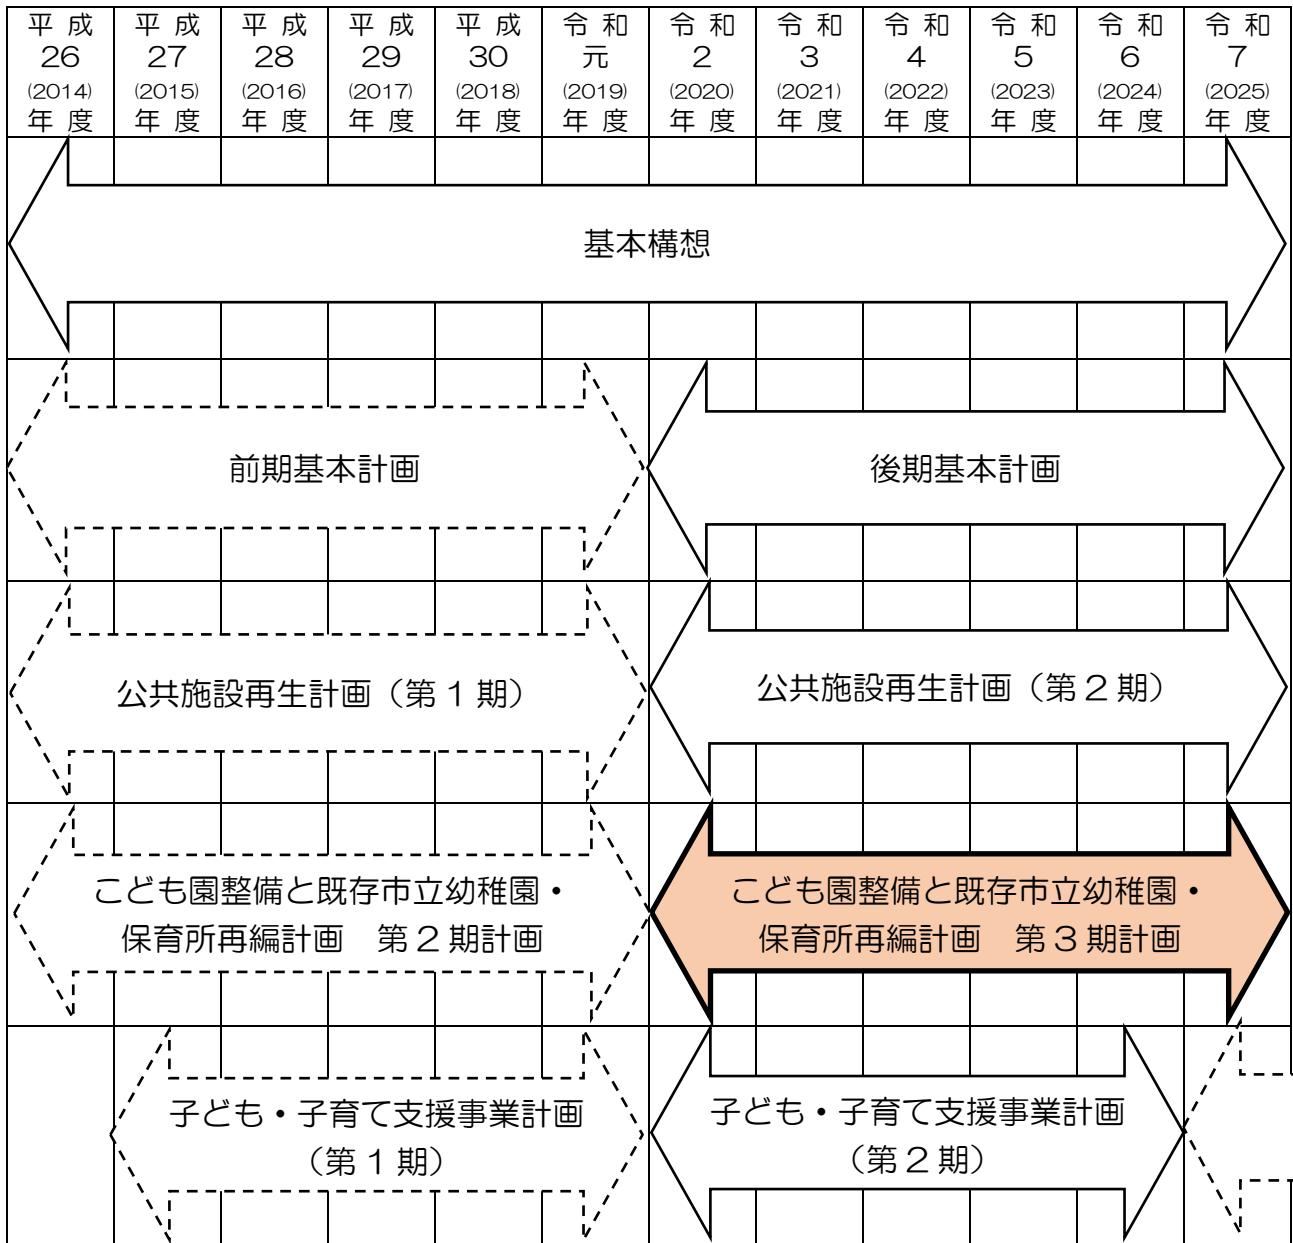 平成 平成 平成 平成 平成 令和 令和 令和 令和 令和 令和 令和
26 27 28 29 30 元 2 3 4 5 6 7
(2014) (2015) (2016) (2017) (2018) (2019) (2020) (2021) (2022) (2023) (2024) (2025)
年度 年度 年度 年度 年度 年度 年度 年度 年度 年度 年度 年度
基本構想
前期基本計画
後期基本計画
公共施設再生計画（第1期）
公共施設再生計画（第2期）
こども園整備と既存市立幼稚園・
保育所再編計画　第2期計画
こども園整備と既存市立幼稚園・
保育所再編計画　第3期計画
子ども・子育て支援事業計画
（第1期）
子ども・子育て支援事業計画
（第2期）